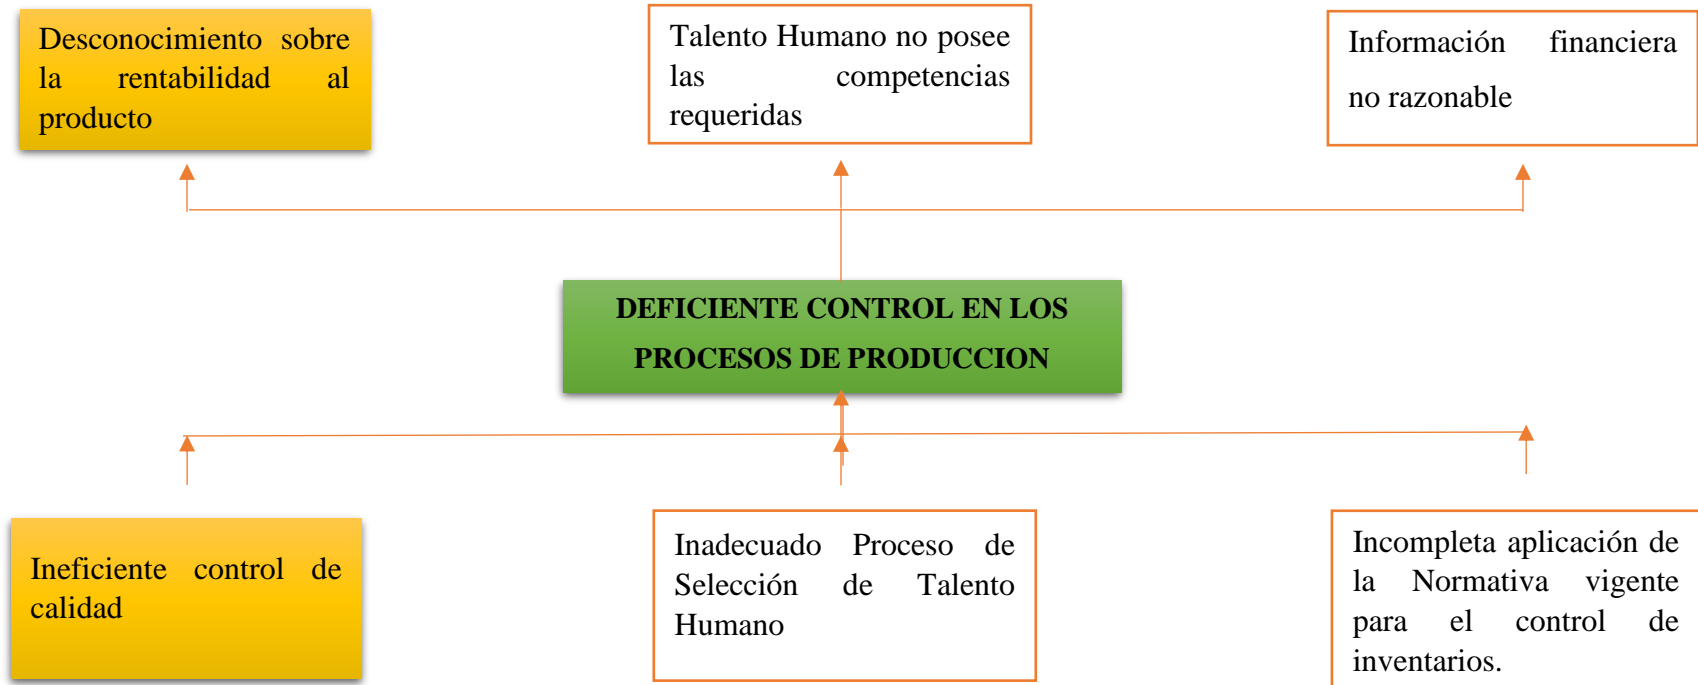 Desconocimiento sobre
la rentabilidad al
producto
Talento Humano no posee
las competencias
requeridas
Información financiera
no razonable
DEFICIENTE CONTROL EN LOS
PROCESOS DE PRODUCCION
Ineficiente control de
calidad
Inadecuado Proceso de
Selección de Talento
Humano
Incompleta aplicación de
la Normativa vigente
para el control de
inventarios.